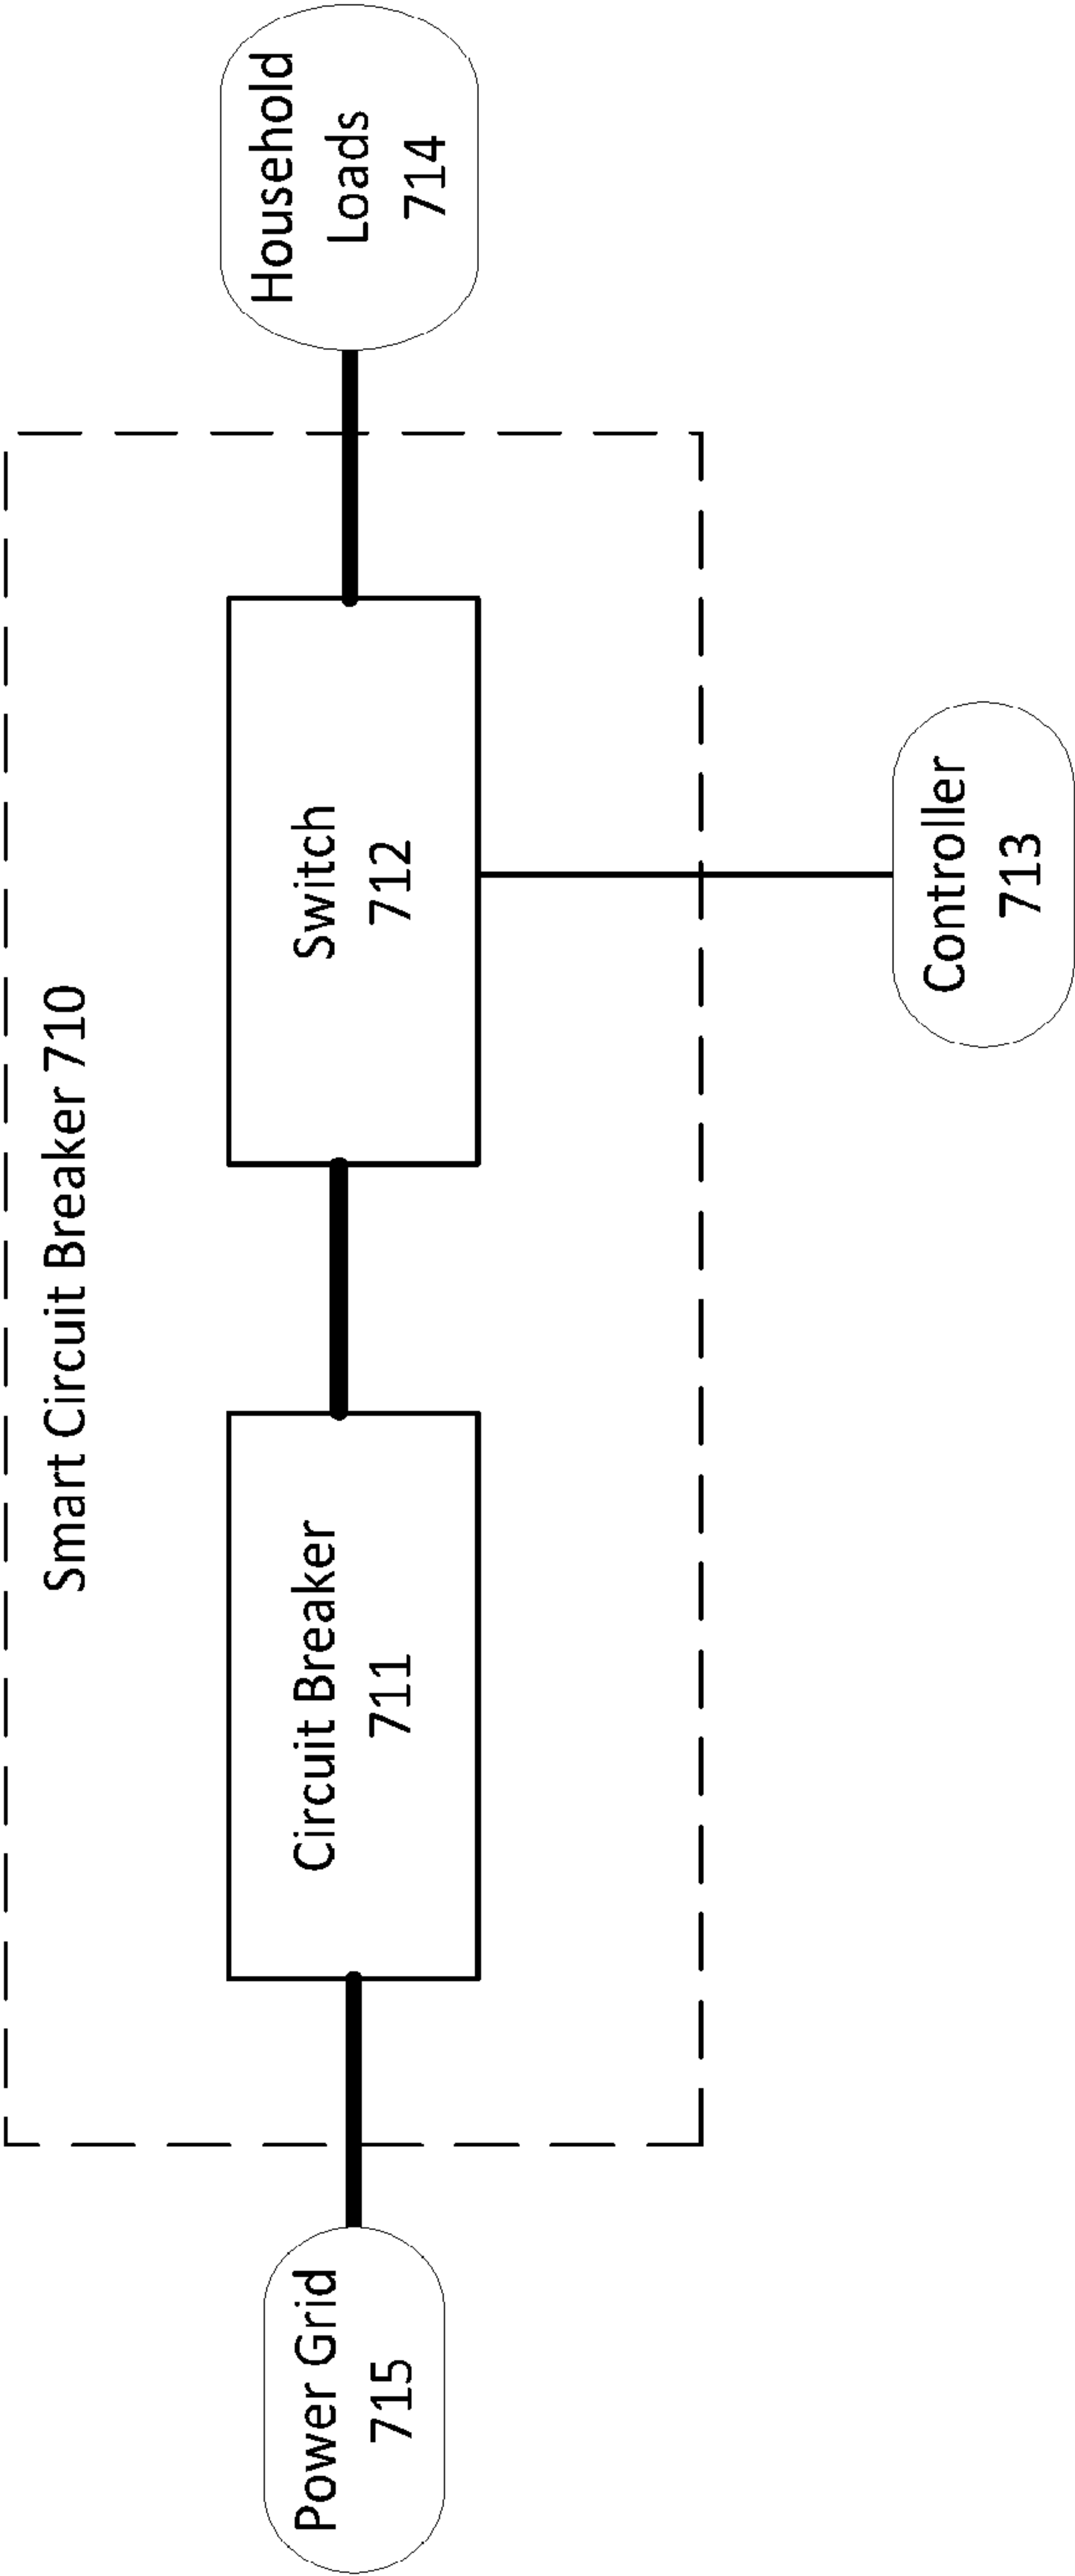 Smart Circuit Breaker 710
Power Grid
715
Circuit Breaker
711
Switch
712
Household
Loads
714
Controller
713